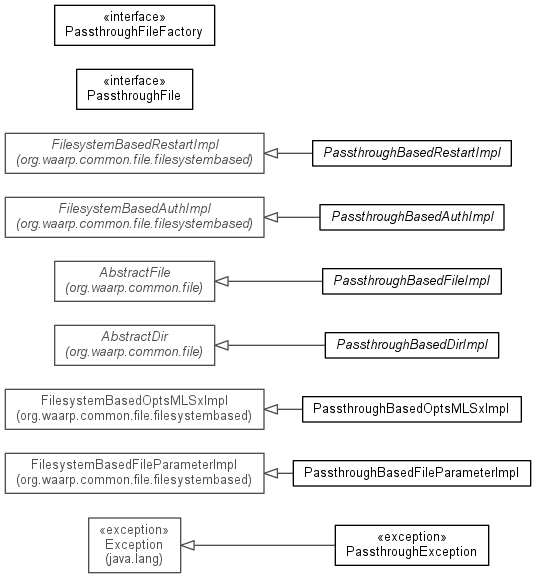 «interface»
PassthroughFileFactory
«interface»
PassthroughFile
FilesystemBasedRestartImpl
(org.waarp.common.file.filesystembased)
PassthroughBasedRestartImpl
FilesystemBasedAuthImpl
(org.waarp.common.file.filesystembased)
PassthroughBasedAuthImpl
AbstractFile
(org.waarp.common.file)
PassthroughBasedFileImpl
AbstractDir
(org.waarp.common.file)
PassthroughBasedDirImpl
FilesystemBasedOptsMLSxImpl
(org.waarp.common.file.filesystembased)
PassthroughBasedOptsMLSxImpl
FilesystemBasedFileParameterImpl
(org.waarp.common.file.filesystembased)
PassthroughBasedFileParameterImpl
«exception»
Exception
(java.lang)
«exception»
PassthroughException